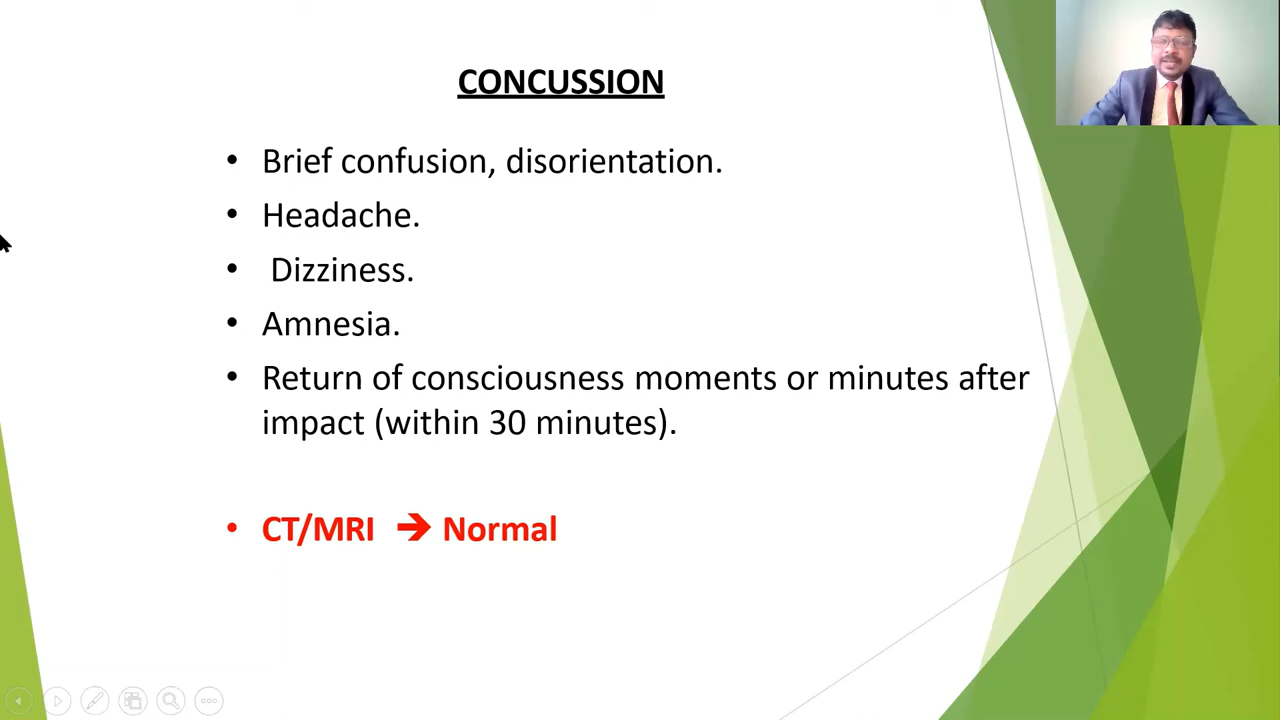 CONCUSSION
• Brief confusion, disorientation.
• Headache.
• Dizziness.
• Amnesia.
• Return of consciousness moments or minutes after
impact (within 30 minutes).
• CT/MRI ➔ Normal